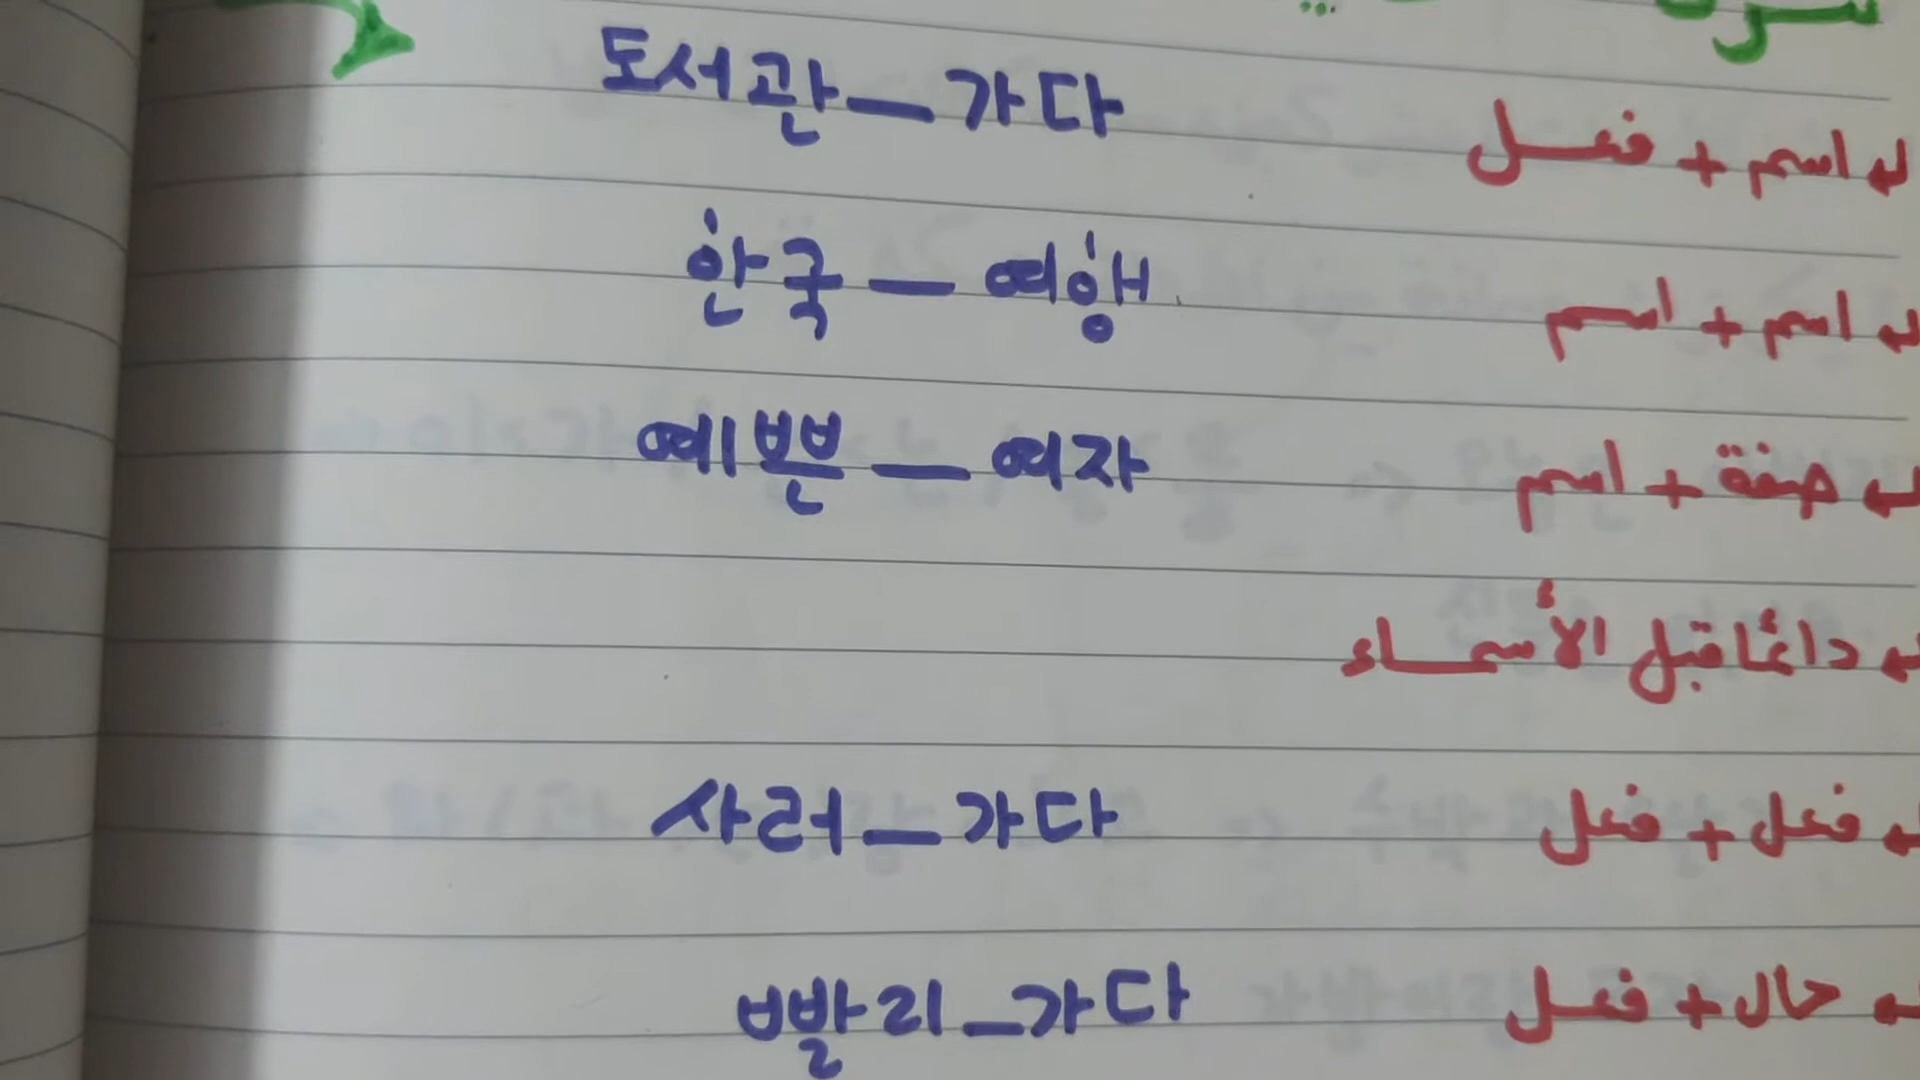 اسم + فعل 도서관 — 가다
اسم + اسم 한국 — 여행
صفة + اسم 예쁜 — 여자
دائمًا قبل الأسماء
فعل + فعل 사러 — 가다
حال + فعل 빨리 — 가다